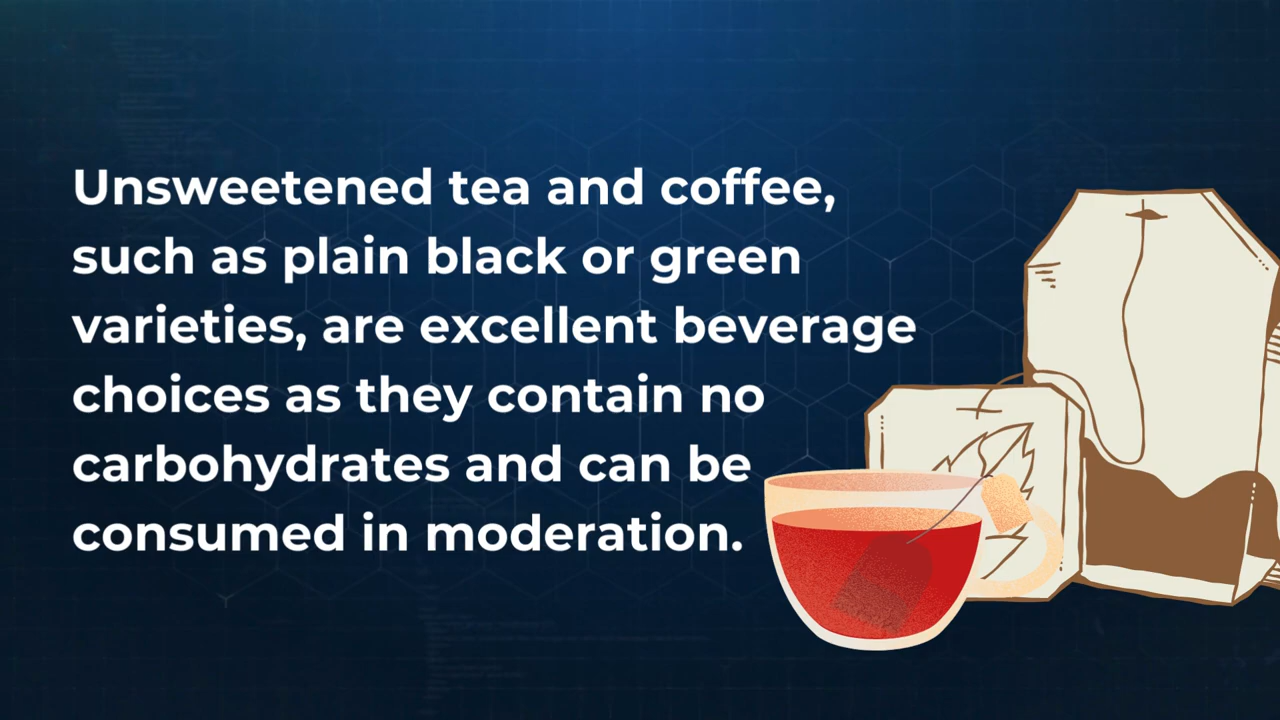 Unsweetened tea and coffee,
such as plain black or green
varieties, are excellent beverage
choices as they contain no
carbohydrates and can be
consumed in moderation.